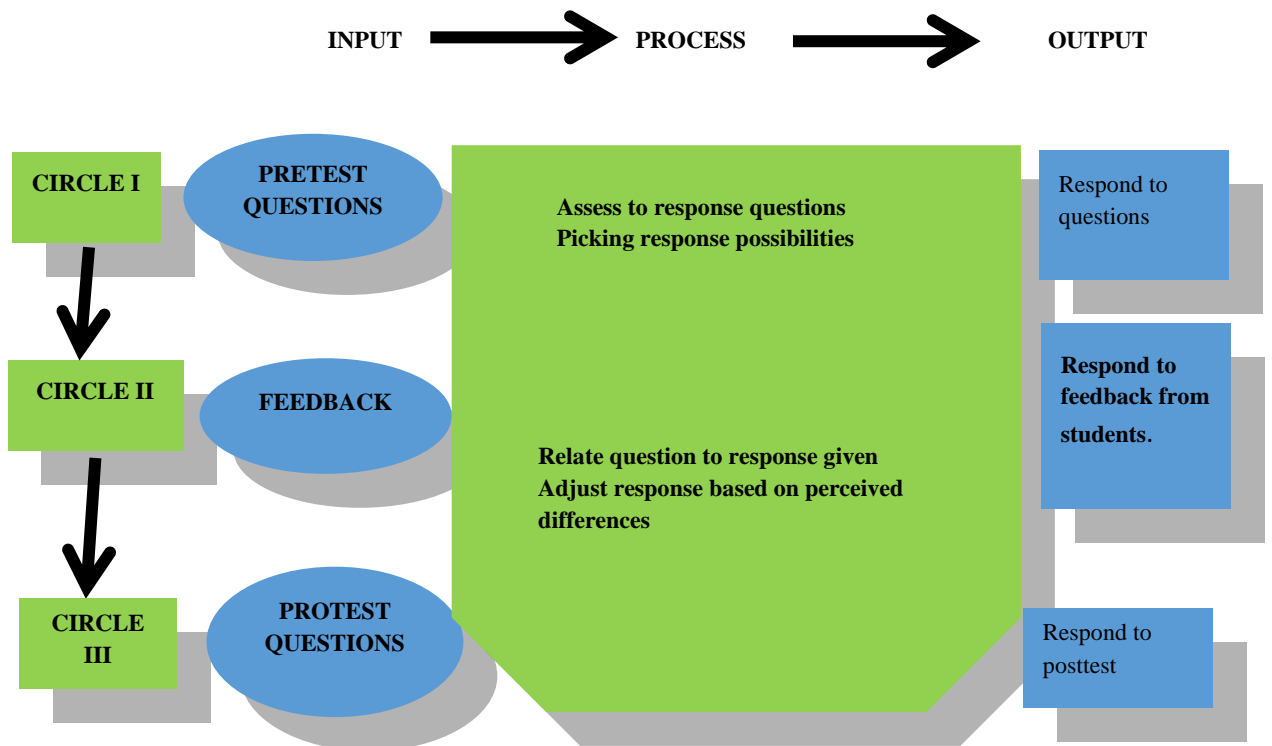 INPUT
PROCESS
OUTPUT
CIRCLE I
PRETEST
QUESTIONS
Assess to response questions
Picking response possibilities
Respond to
questions
CIRCLE II
FEEDBACK
Relate question to response given
Adjust response based on perceived
differences
Respond to
feedback from
students.
CIRCLE
III
PROTEST
QUESTIONS
Respond to
posttest